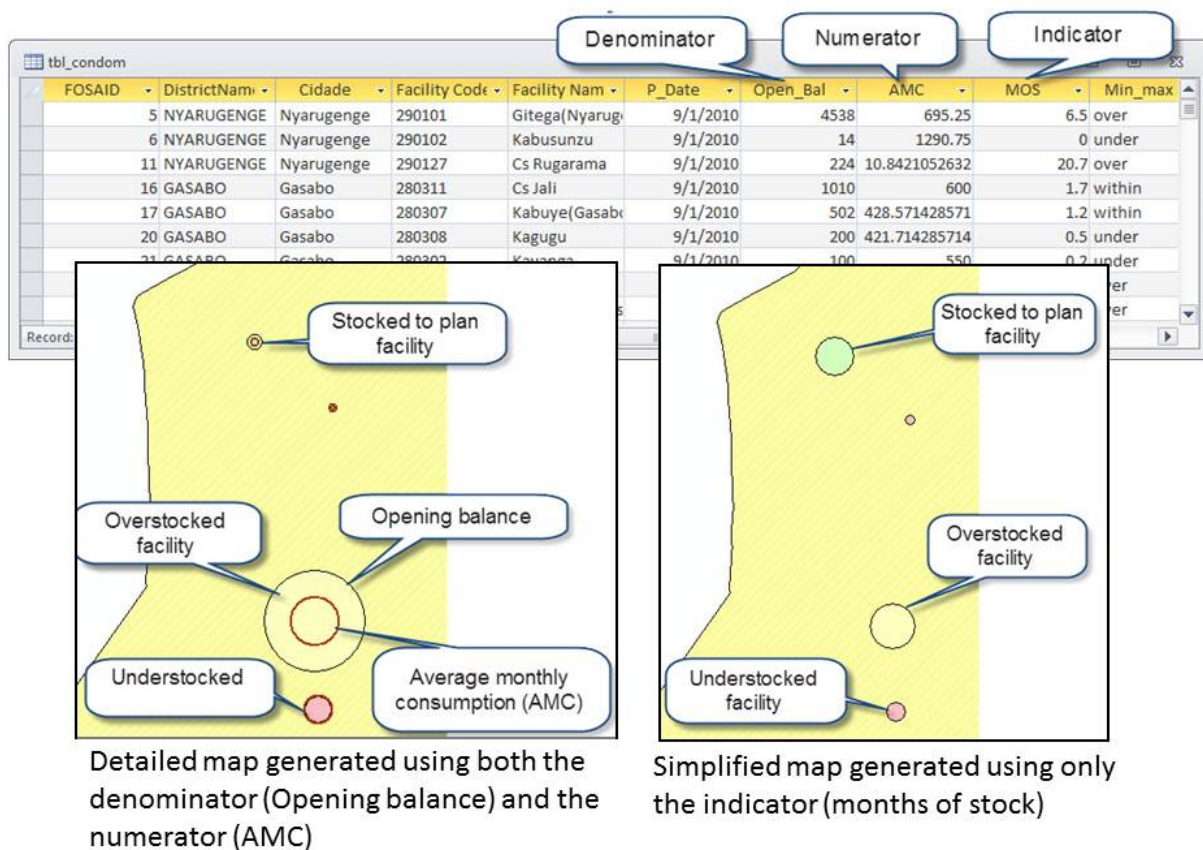 Denominator
Numerator
Indicator
tbl_condom
FOSAID DistrictName Cidade Facility Code Facility Nam P_Date Open_Bal AMC MOS Min_max
5 NYARUGENGE Nyarugenge 290101 Gitega(Nyarug 9/1/2010 4538 695.25 6.5 over
6 NYARUGENGE Nyarugenge 290102 Kabusunzu 9/1/2010 14 1290.75 0 under
11 NYARUGENGE Nyarugenge 290127 Cs Rugarama 9/1/2010 224 10.8421052632 20.7 over
16 GASABO Gasabo 280311 Cs Jali 9/1/2010 1010 600 1.7 within
17 GASABO Gasabo 280307 Kabuye(Gasab 9/1/2010 502 428.571428571 1.2 within
20 GASABO Gasabo 280308 Kagugu 9/1/2010 200 421.714285714 0.5 under
21 GASABO Gasabo 280302 Kayanga 9/1/2010 100 550 0.2 under
Record:
Stocked to plan
facility
Overstocked
facility
Opening balance
Understocked
Average monthly
consumption (AMC)
Stocked to plan
facility
Overstocked
facility
Understocked
facility
Detailed map generated using both the
denominator (Opening balance) and the
numerator (AMC)
Simplified map generated using only
the indicator (months of stock)